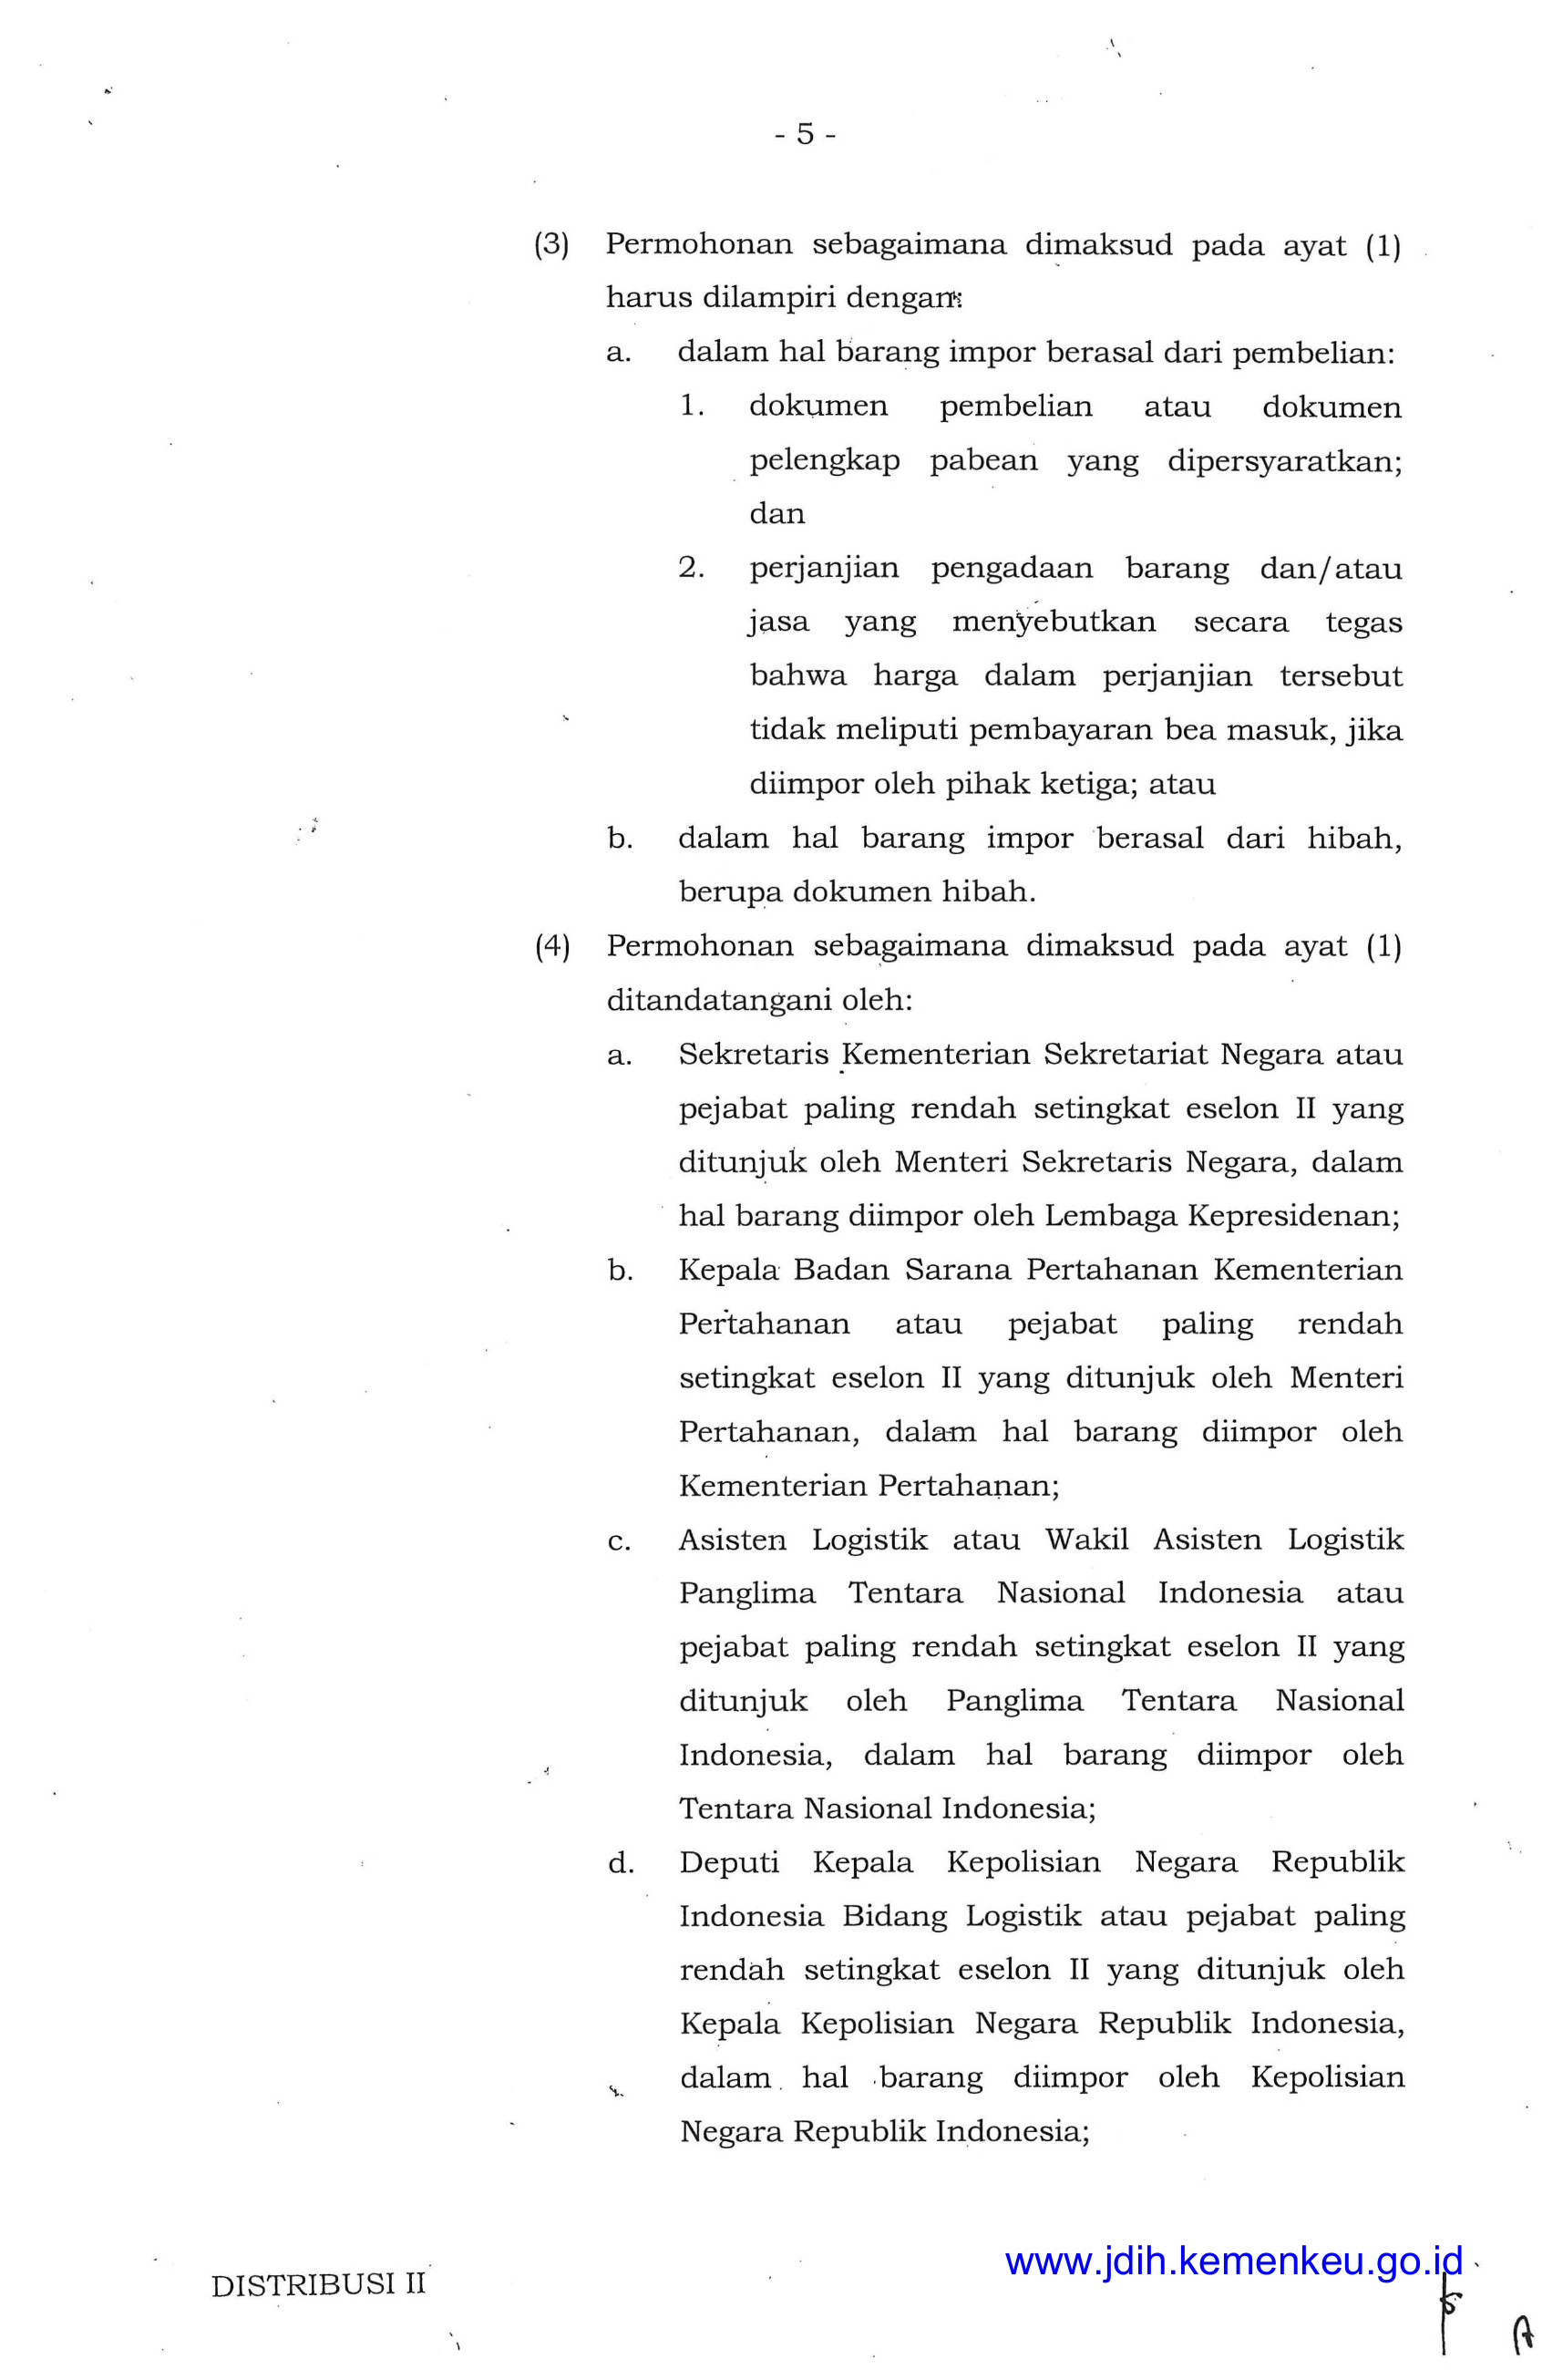 - 5 -
(3) Permohonan sebagaimana dimaksud pada ayat (1)
harus dilampiri dengan:
a. dalam hal barang impor berasal dari pembelian:
1. dokumen pembelian atau dokumen
pelengkap pabean yang dipersyaratkan;
dan
2. perjanjian pengadaan barang dan/atau
jasa yang menyebutkan secara tegas
bahwa harga dalam perjanjian tersebut
tidak meliputi pembayaran bea masuk, jika
diimpor oleh pihak ketiga; atau
b. dalam hal barang impor berasal dari hibah,
berupa dokumen hibah.
(4) Permohonan sebagaimana dimaksud pada ayat (1)
ditandatangani oleh:
a. Sekretaris Kementerian Sekretariat Negara atau
pejabat paling rendah setingkat eselon II yang
ditunjuk oleh Menteri Sekretaris Negara, dalam
hal barang diimpor oleh Lembaga Kepresidenan;
b. Kepala Badan Sarana Pertahanan Kementerian
Pertahanan atau pejabat paling rendah
setingkat eselon II yang ditunjuk oleh Menteri
Pertahanan, dalam hal barang diimpor oleh
Kementerian Pertahanan;
c. Asisten Logistik atau Wakil Asisten Logistik
Panglima Tentara Nasional Indonesia atau
pejabat paling rendah setingkat eselon II yang
ditunjuk oleh Panglima Tentara Nasional
Indonesia, dalam hal barang diimpor oleh
Tentara Nasional Indonesia;
d. Deputi Kepala Kepolisian Negara Republik
Indonesia Bidang Logistik atau pejabat paling
rendah setingkat eselon II yang ditunjuk oleh
Kepala Kepolisian Negara Republik Indonesia,
dalam hal barang diimpor oleh Kepolisian
Negara Republik Indonesia;
www.jdih.kemenkeu.go.id
DISTRIBUSI II